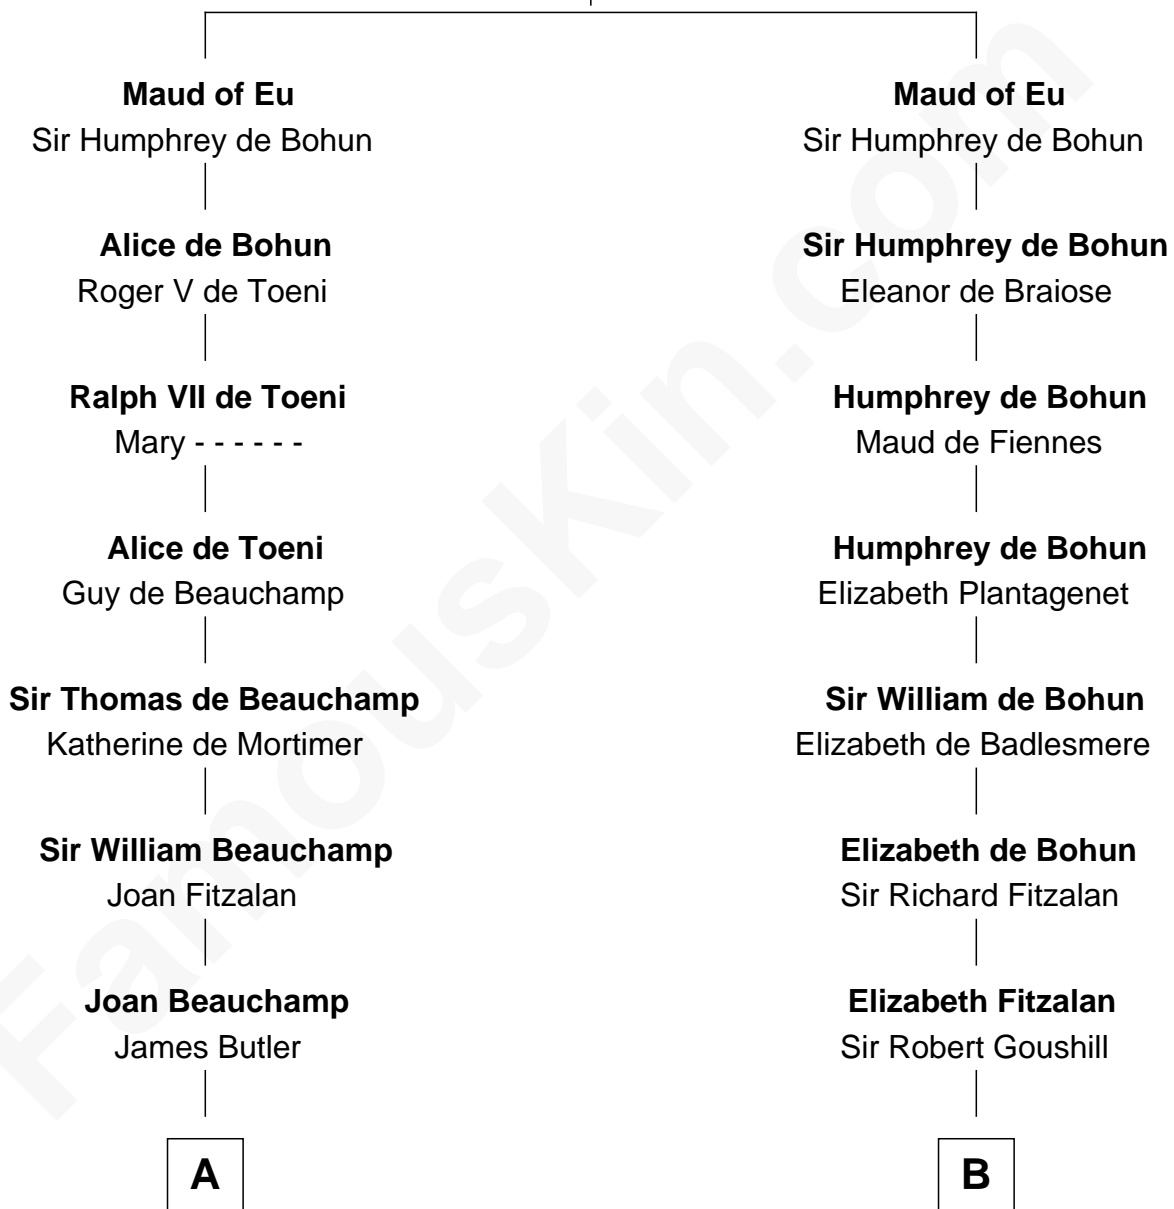 Maud of Eu
Sir Humphrey de Bohun
Alice de Bohun
Roger V de Toeni
Ralph VII de Toeni
Mary - - - - - -
Alice de Toeni
Guy de Beauchamp
Sir Thomas de Beauchamp
Katherine de Mortimer
Sir William Beauchamp
Joan Fitzalan
Joan Beauchamp
James Butler
A
Maud of Eu
Sir Humphrey de Bohun
Sir Humphrey de Bohun
Eleanor de Braiose
Humphrey de Bohun
Maud de Fiennes
Humphrey de Bohun
Elizabeth Plantagenet
Sir William de Bohun
Elizabeth de Badlesmere
Elizabeth de Bohun
Sir Richard Fitzalan
Elizabeth Fitzalan
Sir Robert Goushill
B
FamousKin.com